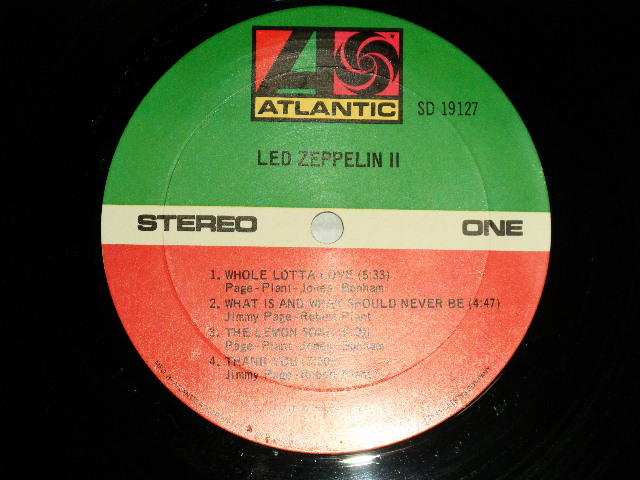 ATLANTIC
SD 19127
LED ZEPPELIN II
STEREO ONE
1. WHOLE LOTTA LOVE (5:33)
Page-Plant-Jones-Bonham
2. WHAT IS AND WHAT SHOULD NEVER BE (4:47)
Jimmy Page-Robert Plant
3. THE LEMON SONG
Page-Plant-Jones-Bonham
4. THANK YOU
Jimmy Page-Robert Plant